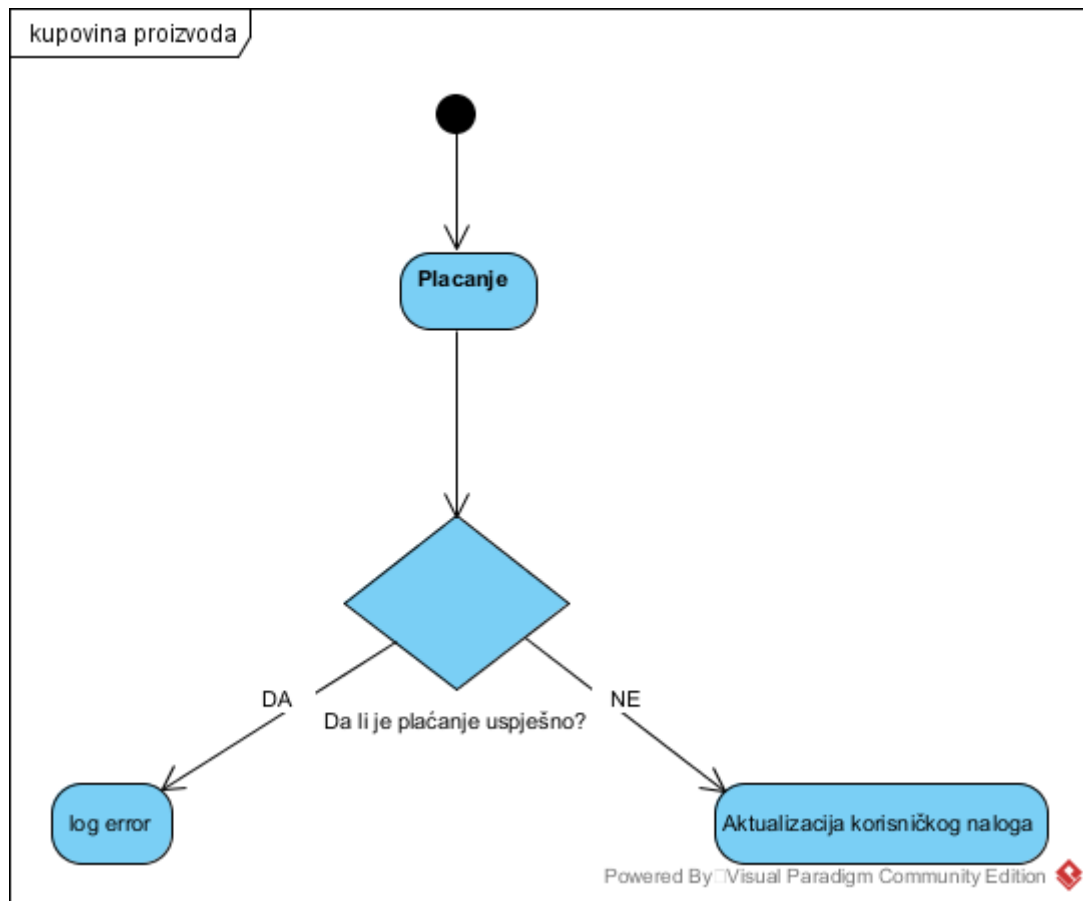 kupovina proizvoda
Placanje
DA
NE
Da li je plaćanje uspješno?
log error
Aktualizacija korisničkog naloga
Powered By Visual Paradigm Community Edition